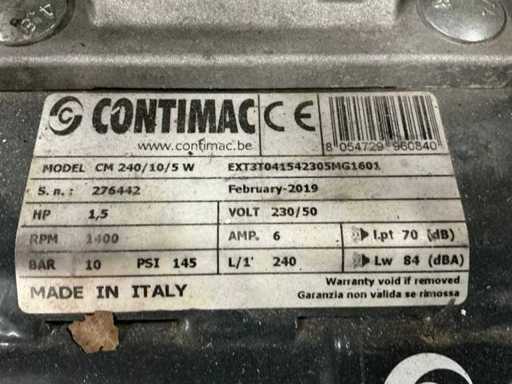 CONTIMAC CE
www.contimac.be
8 054729 960840
MODEL CM 240/10/5 W EXT3T041542305MG1601
S. n.: 276442 February-2019
HP 1,5 VOLT 230/50
RPM 1400 AMP. 6 Lpt 70 (dB)
BAR 10 PSI 145 L/1' 240 Lw 84 (dBA)
MADE IN ITALY Warranty void if removed
Garanzia non valida se rimossa